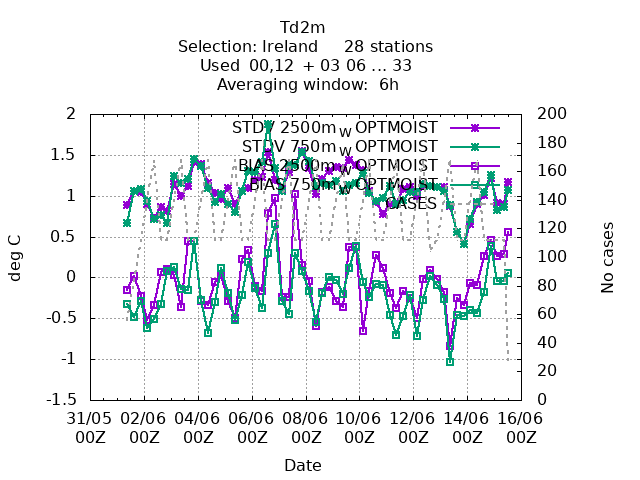 Td2m
Selection: Ireland 28 stations
Used 00,12 + 03 06 ... 33
Averaging window: 6h
STDV 2500m_W OPTMOIST
STDV 750m_W OPTMOIST
BIAS 2500m_W OPTMOIST
BIAS 750m_W OPTMOIST
CASES
deg C
2
1.5
1
0.5
0
-0.5
-1
-1.5
200
180
160
140
120
100
80
60
40
20
0
No cases
31/05 02/06 04/06 06/06 08/06 10/06 12/06 14/06 16/06
00Z 00Z 00Z 00Z 00Z 00Z 00Z 00Z 00Z
Date